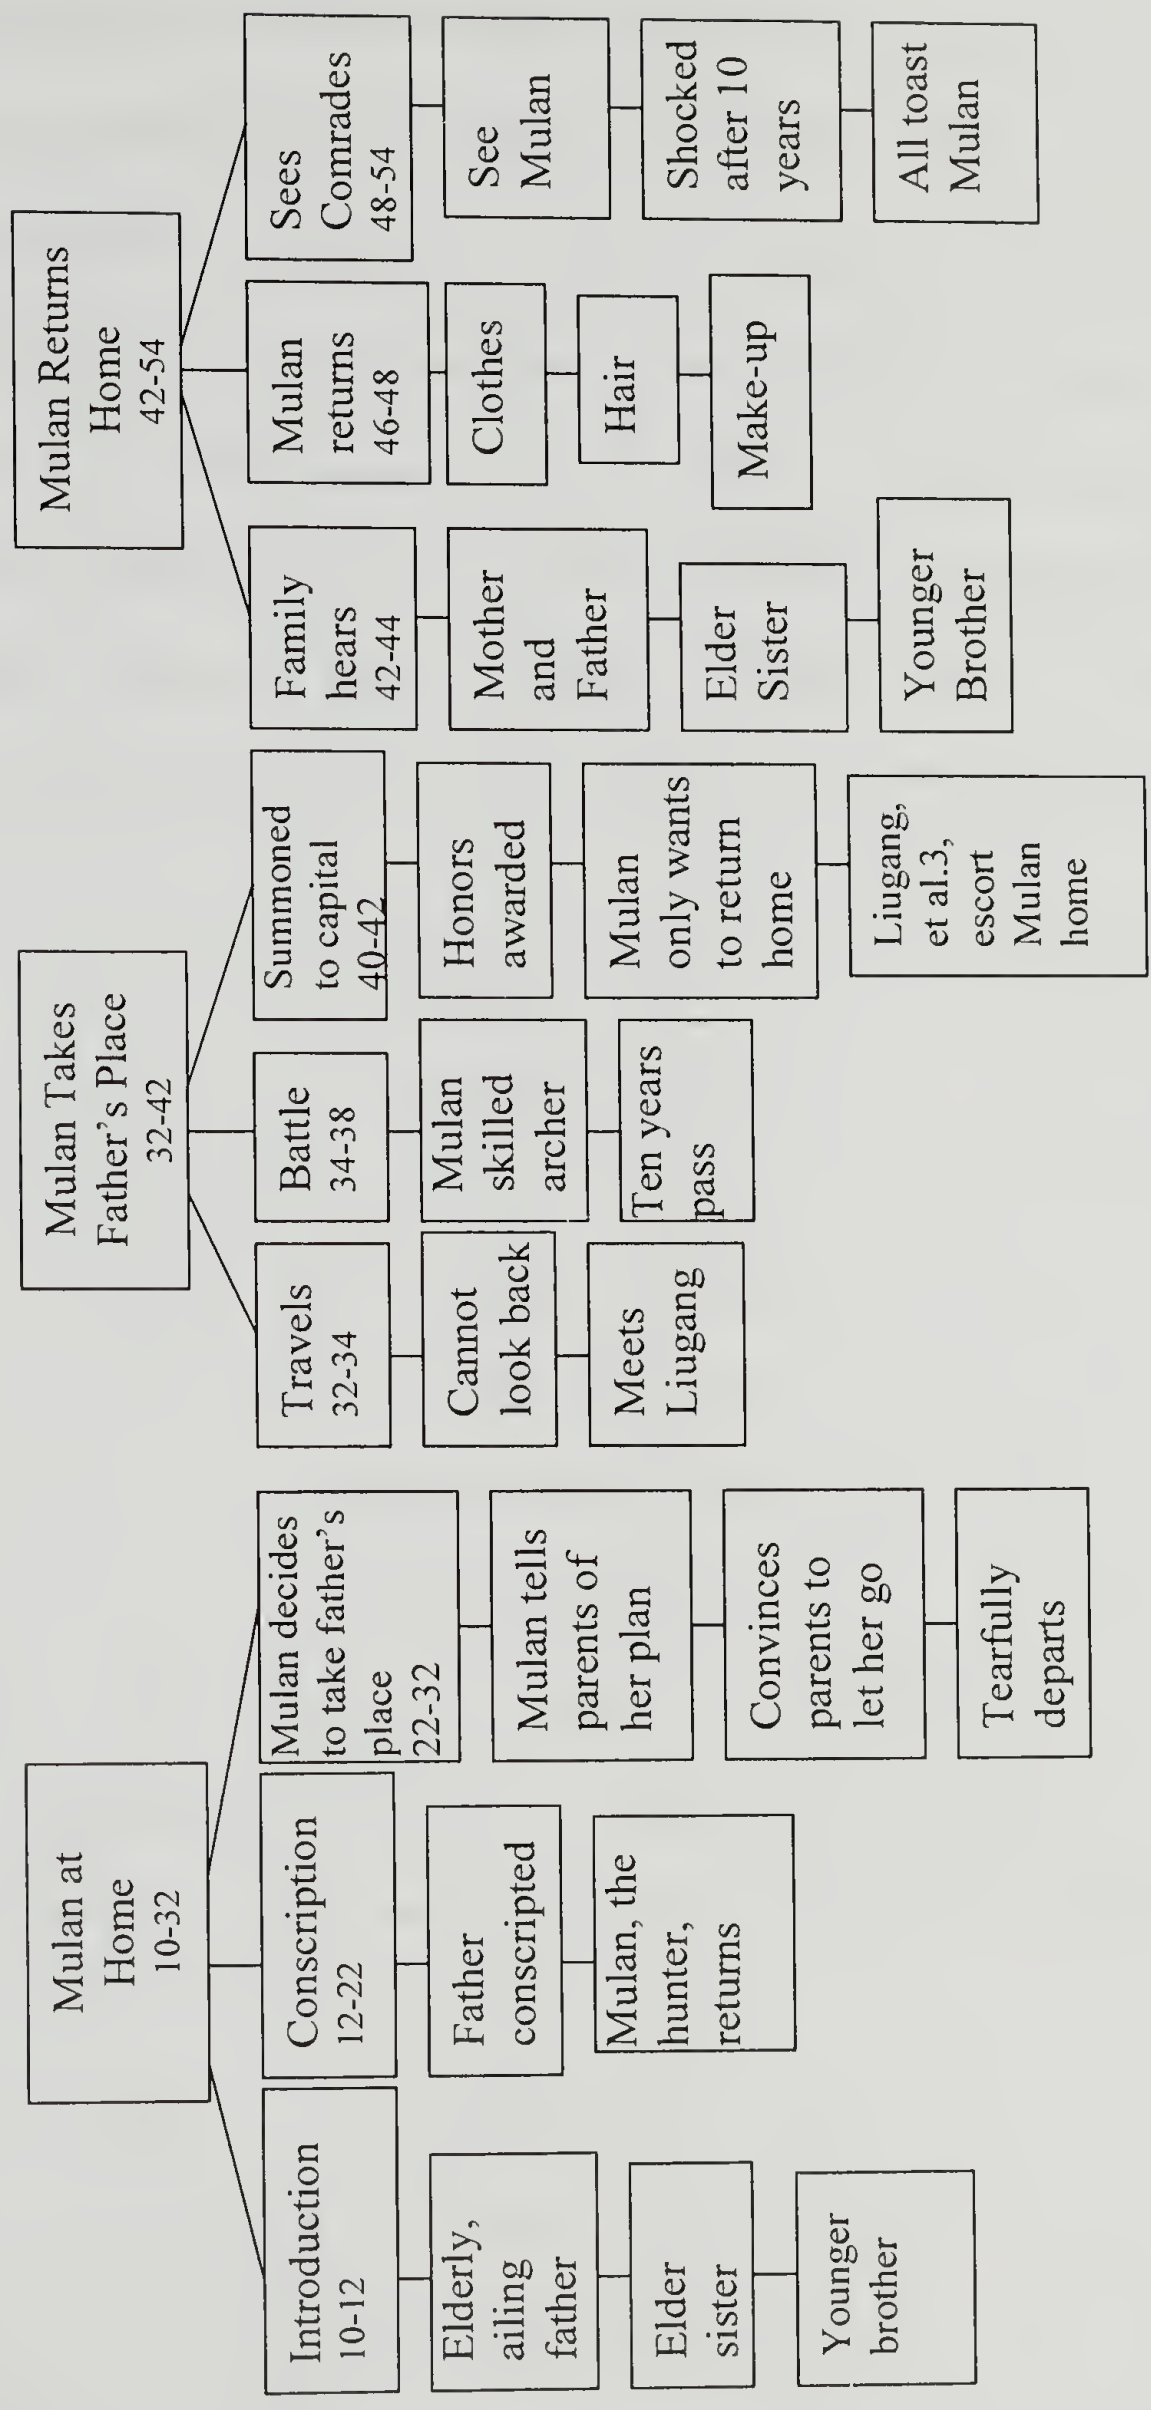 Mulan at
Home
10-32
Introduction
10-12
Elderly,
ailing
father
Elder
sister
Younger
brother
Conscription
12-22
Father
conscripted
Mulan, the
hunter,
returns
Mulan decides
to take father's
place
22-32
Mulan tells
parents of
her plan
Convinces
parents to
let her go
Tearfully
departs
Mulan Takes
Father's Place
32-42
Travels
32-34
Cannot
look back
Meets
Liugang
Battle
34-38
Mulan
skilled
archer
Ten years
pass
Summoned
to capital
40-42
Honors
awarded
Mulan
only wants
to return
home
Liugang,
et al.3,
escort
Mulan
home
Mulan Returns
Home
42-54
Family
hears
42-44
Mother
and
Father
Elder
Sister
Younger
Brother
Mulan
returns
46-48
Clothes
Hair
Make-up
Sees
Comrades
48-54
See
Mulan
Shocked
after 10
years
All toast
Mulan